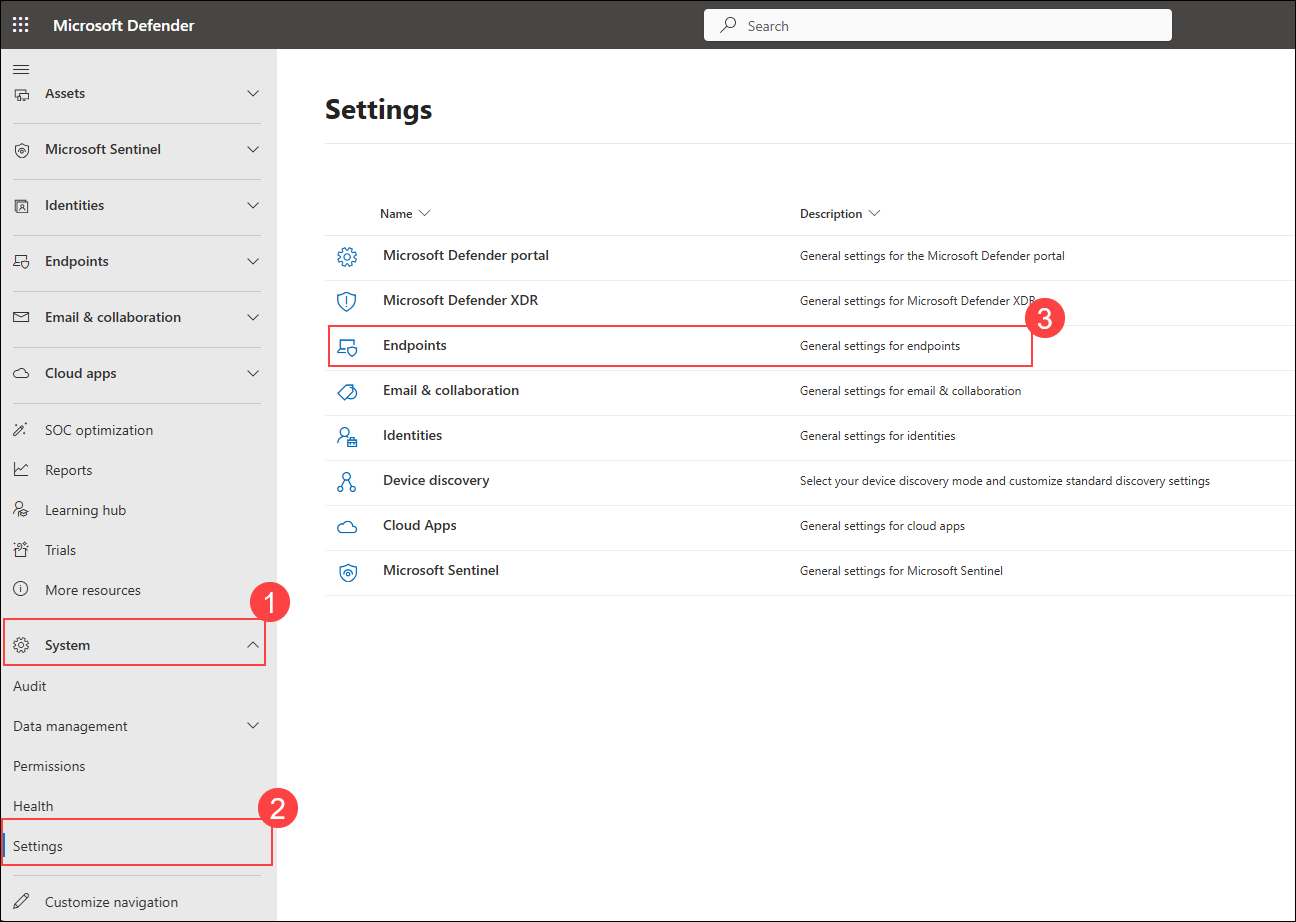 Microsoft Defender
Search
Assets
Microsoft Sentinel
Identities
Endpoints
Email & collaboration
Cloud apps
SOC optimization
Reports
Learning hub
Trials
More resources
1
System
Audit
Data management
Permissions
Health
2
Settings
Customize navigation
Settings
Name Description
Microsoft Defender portal General settings for the Microsoft Defender portal
Microsoft Defender XDR General settings for Microsoft Defender XDR
3
Endpoints General settings for endpoints
Email & collaboration General settings for email & collaboration
Identities General settings for identities
Device discovery Select your device discovery mode and customize standard discovery settings
Cloud Apps General settings for cloud apps
Microsoft Sentinel General settings for Microsoft Sentinel